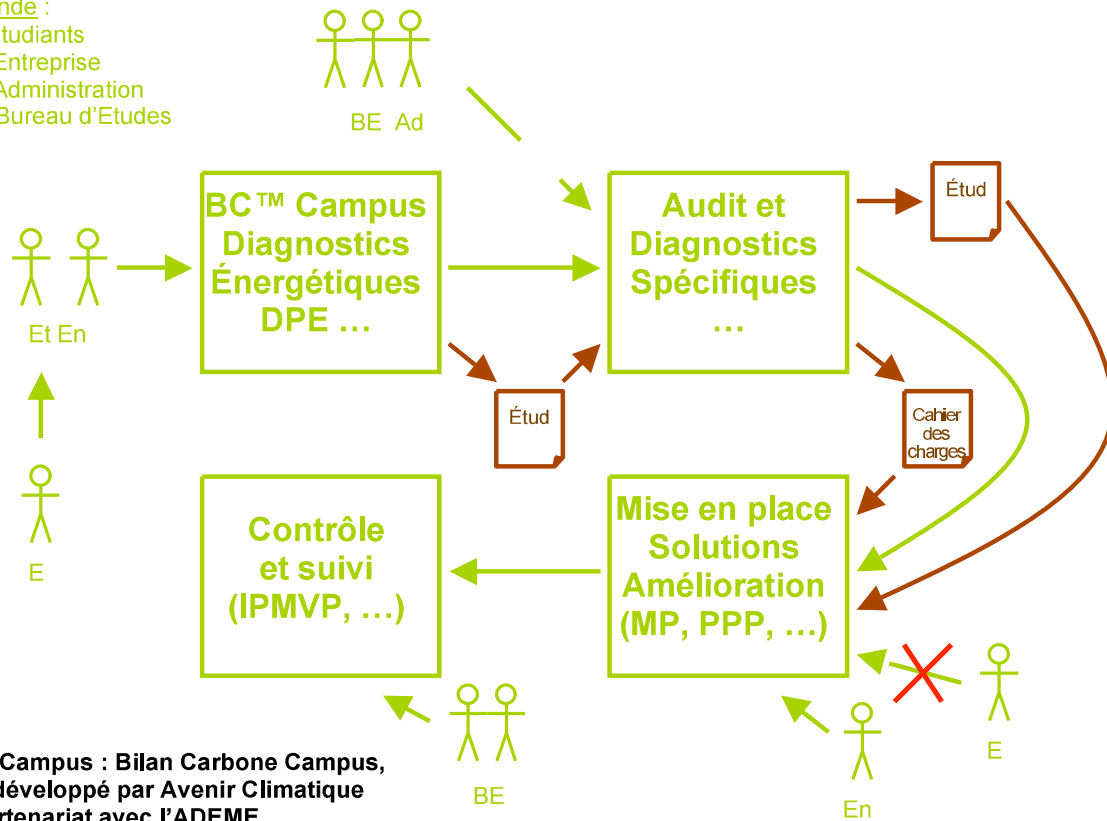 nde :
tudiants
Entreprise
Administration
Bureau d'Etudes
BE Ad
BC™ Campus
Diagnostics
Énergétiques
DPE …
Audit et
Diagnostics
Spécifiques
…
Étud
Et En
Étud
Cahier
des
charges
E
Contrôle
et suivi
(IPMVP, …)
Mise en place
Solutions
Amélioration
(MP, PPP, …)
E
En
BE
Campus : Bilan Carbone Campus,
développé par Avenir Climatique
rtenariat avec l'ADEME